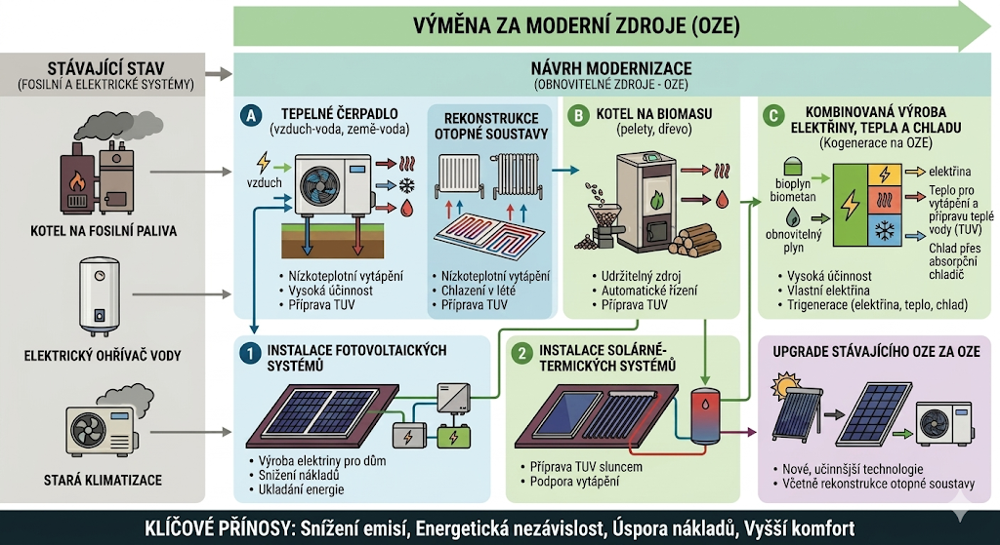 VÝMĚNA ZA MODERNÍ ZDROJE (OZE)
STÁVAJÍCÍ STAV
(FOSILNÍ A ELEKTRICKÉ SYSTÉMY)
KOTEL NA FOSILNÍ PALIVA
ELEKTRICKÝ OHŘÍVAČ VODY
STARÁ KLIMATIZACE
NÁVRH MODERNIZACE
(OBNOVITELNÉ ZDROJE - OZE)
A
TEPELNÉ ČERPADLO
(vzduch-voda, země-voda)
vzduch
• Nízkoteplotní vytápění
• Vysoká účinnost
• Příprava TUV
REKONSTRUKCE
OTOPNÉ SOUSTAVY
• Nízkoteplotní vytápění
• Chlazení v létě
• Příprava TUV
B
KOTEL NA BIOMASU
(pelety, dřevo)
• Udržitelný zdroj
• Automatické řízení
• Příprava TUV
C
KOMBINOVANÁ VÝROBA
ELEKTŘINY, TEPLA A CHLADU
(Kogenerace na OZE)
bioplyn
biometan
obnovitelný
plyn
elektřina
Teplo pro
vytápění a
přípravu teplé
vody (TUV)
Chlad přes
absorpční
chladič
• Vysoká účinnost
• Vlastní elektřina
• Trigenerace (elektřina, teplo, chlad)
1
INSTALACE FOTOVOLTAICKÝCH
SYSTÉMŮ
• Výroba elektriny pro dům
• Snížení nákladů
• Ukladání energie
2
INSTALACE SOLÁRNĚ-
TERMICKÝCH SYSTÉMŮ
• Příprava TUV sluncem
• Podpora vytápění
UPGRADE STÁVAJÍCÍHO OZE ZA OZE
• Nové, učinnjší technologie
• Včetně rekonstrukce otopné soustavy
KLÍČOVÉ PŘÍNOSY: Snížení emisí, Energetická nezávislost, Úspora nákladů, Vyšší komfort